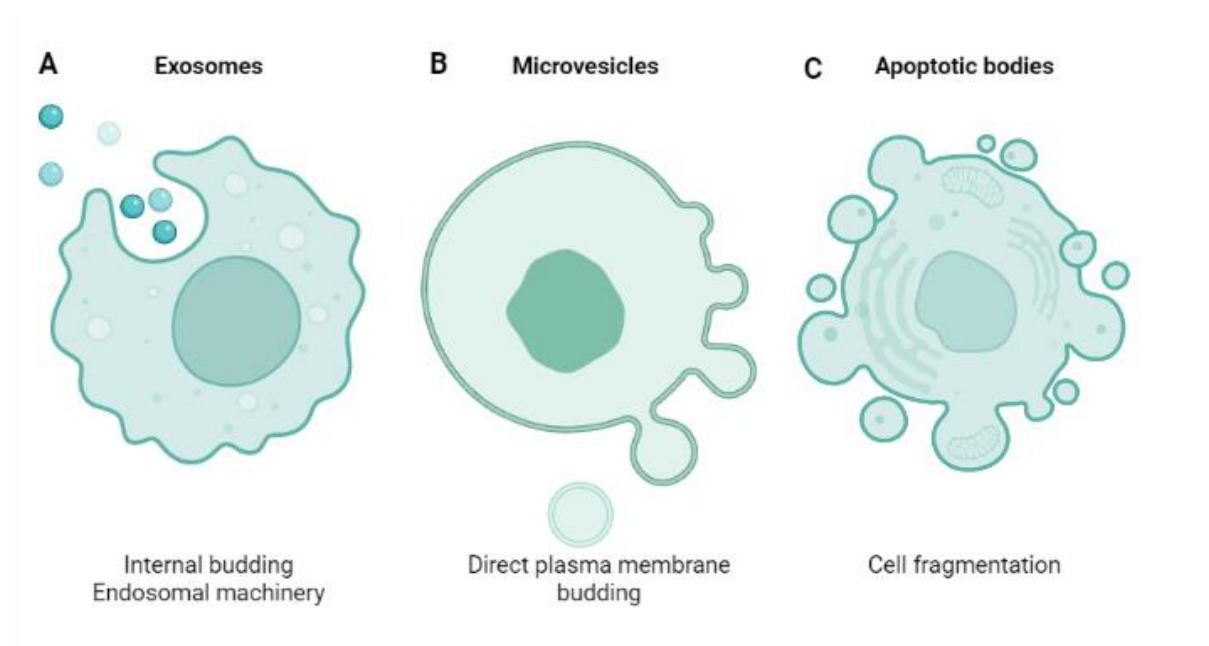 A Exosomes
B Microvesicles
C Apoptotic bodies
Internal budding
Endosomal machinery
Direct plasma membrane
budding
Cell fragmentation